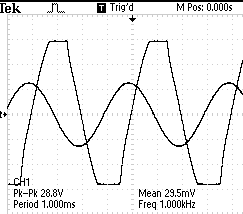 Tek T Trig'd M Pos: 0.000s
CH1
Pk-Pk 28.8V Mean 29.5mV
Period 1.000ms Freq 1.000kHz